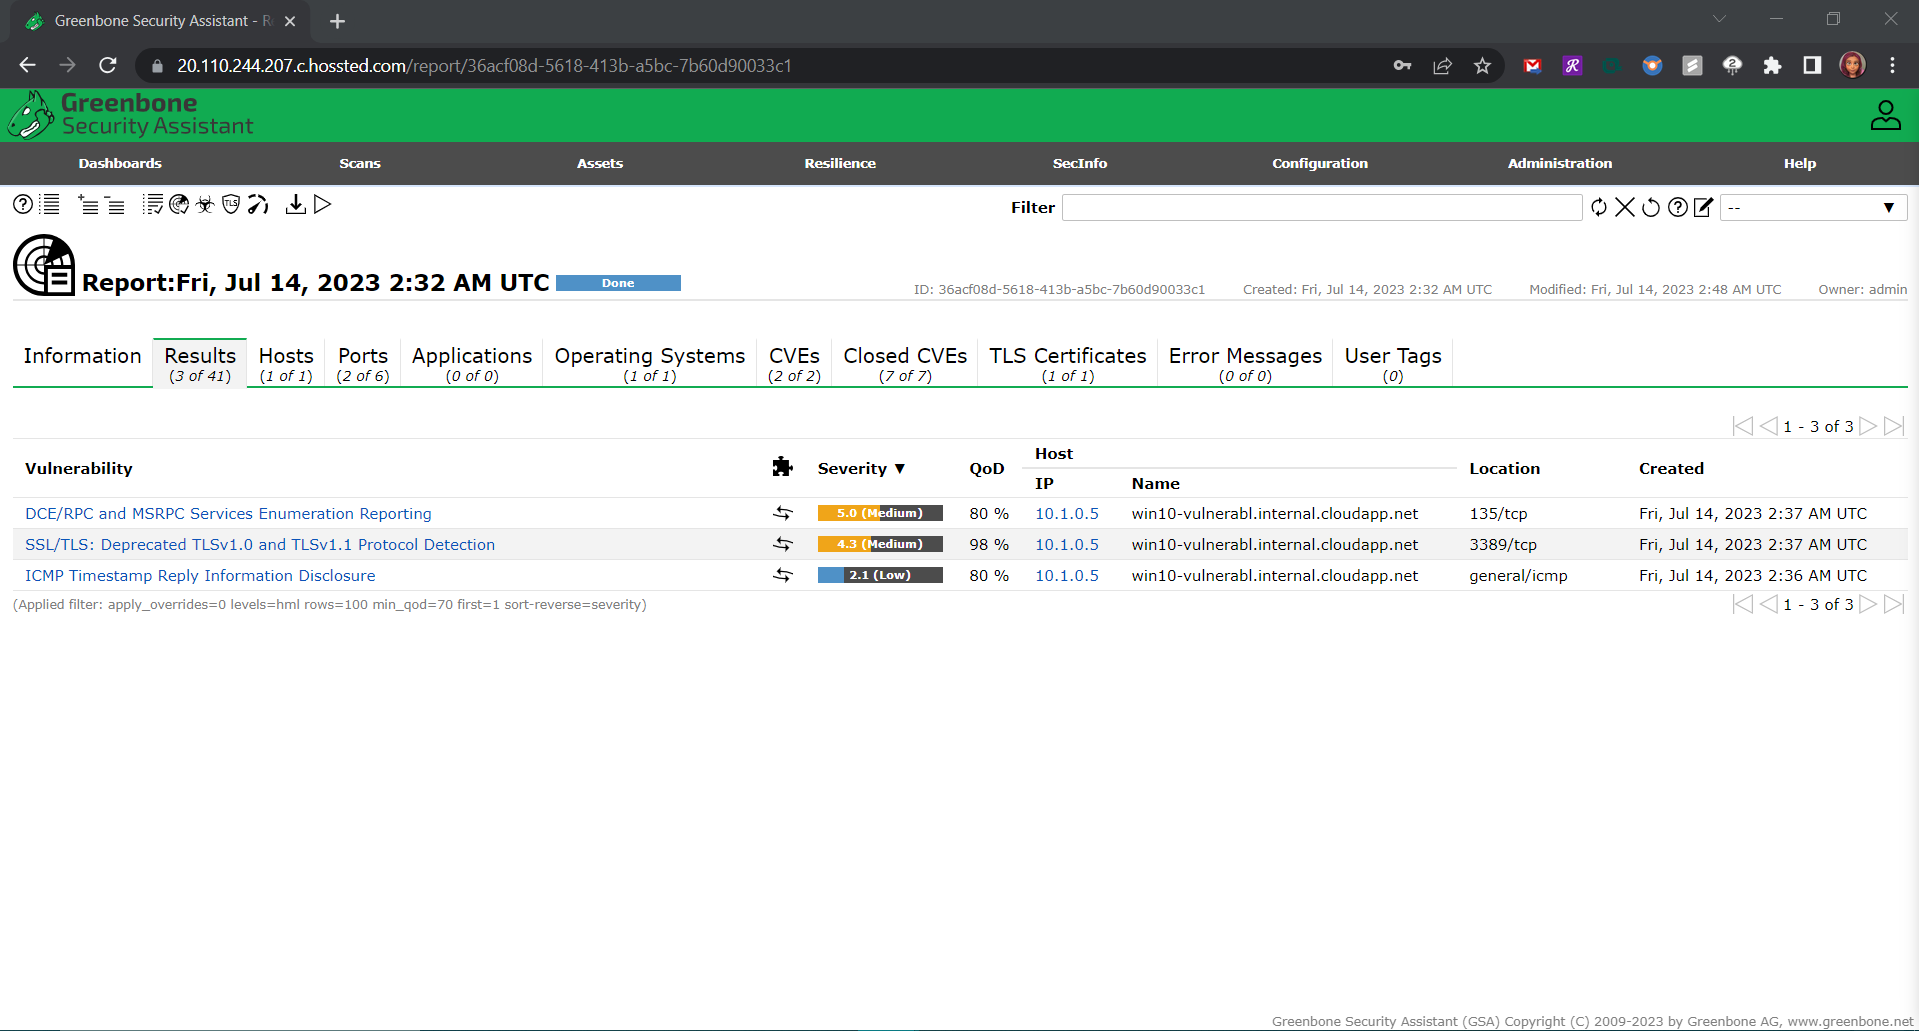 Greenbone Security Assistant - R
20.110.244.207.c.hossted.com/report/36acf08d-5618-413b-a5bc-7b60d90033c1
Greenbone
Security Assistant
Dashboards Scans Assets Resilience SecInfo Configuration Administration Help
TLS
Filter --
Report:Fri, Jul 14, 2023 2:32 AM UTC Done
ID: 36acf08d-5618-413b-a5bc-7b60d90033c1 Created: Fri, Jul 14, 2023 2:32 AM UTC Modified: Fri, Jul 14, 2023 2:48 AM UTC Owner: admin
Information Results Hosts Ports Applications Operating Systems CVEs Closed CVEs TLS Certificates Error Messages User Tags
(3 of 41) (1 of 1) (2 of 6) (0 of 0) (1 of 1) (2 of 2) (7 of 7) (1 of 1) (0 of 0) (0)
1 - 3 of 3
Vulnerability Severity ▼ QoD Host Location Created
IP Name
DCE/RPC and MSRPC Services Enumeration Reporting 5.0 (Medium) 80 % 10.1.0.5 win10-vulnerabl.internal.cloudapp.net 135/tcp Fri, Jul 14, 2023 2:37 AM UTC
SSL/TLS: Deprecated TLSv1.0 and TLSv1.1 Protocol Detection 4.3 (Medium) 98 % 10.1.0.5 win10-vulnerabl.internal.cloudapp.net 3389/tcp Fri, Jul 14, 2023 2:37 AM UTC
ICMP Timestamp Reply Information Disclosure 2.1 (Low) 80 % 10.1.0.5 win10-vulnerabl.internal.cloudapp.net general/icmp Fri, Jul 14, 2023 2:36 AM UTC
(Applied filter: apply_overrides=0 levels=hml rows=100 min_qod=70 first=1 sort-reverse=severity)
1 - 3 of 3
Greenbone Security Assistant (GSA) Copyright (C) 2009-2023 by Greenbone AG, www.greenbone.net